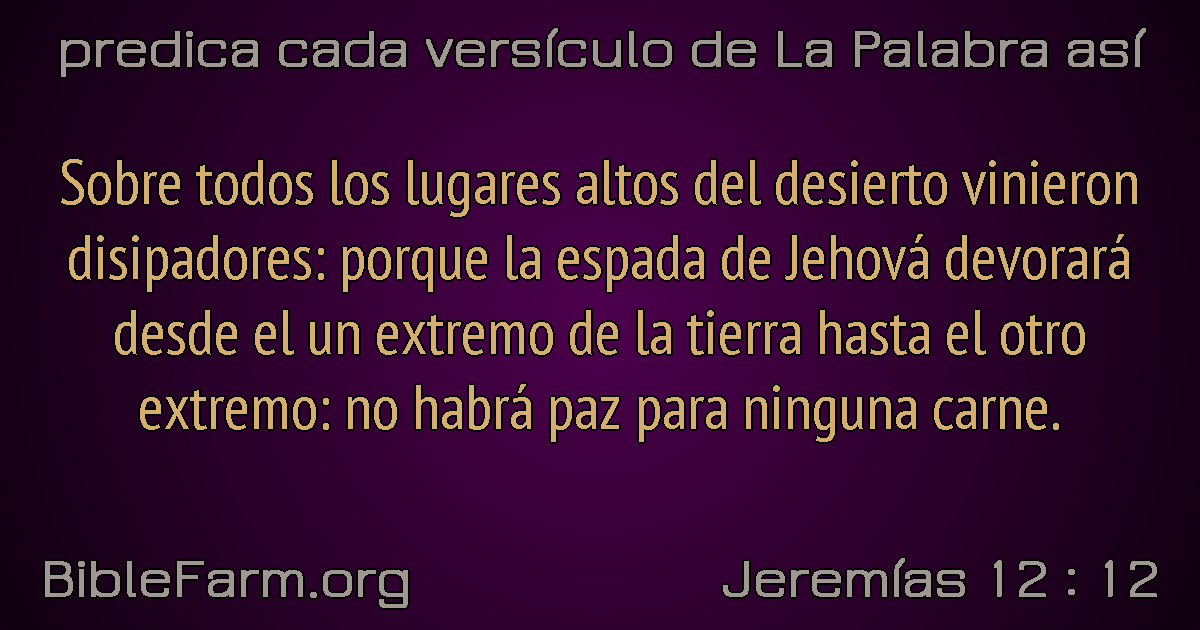 predica cada versículo de La Palabra así
Sobre todos los lugares altos del desierto vinieron
disipadores: porque la espada de Jehová devorará
desde el un extremo de la tierra hasta el otro
extremo: no habrá paz para ninguna carne.
BibleFarm.org
Jeremías 12 : 12